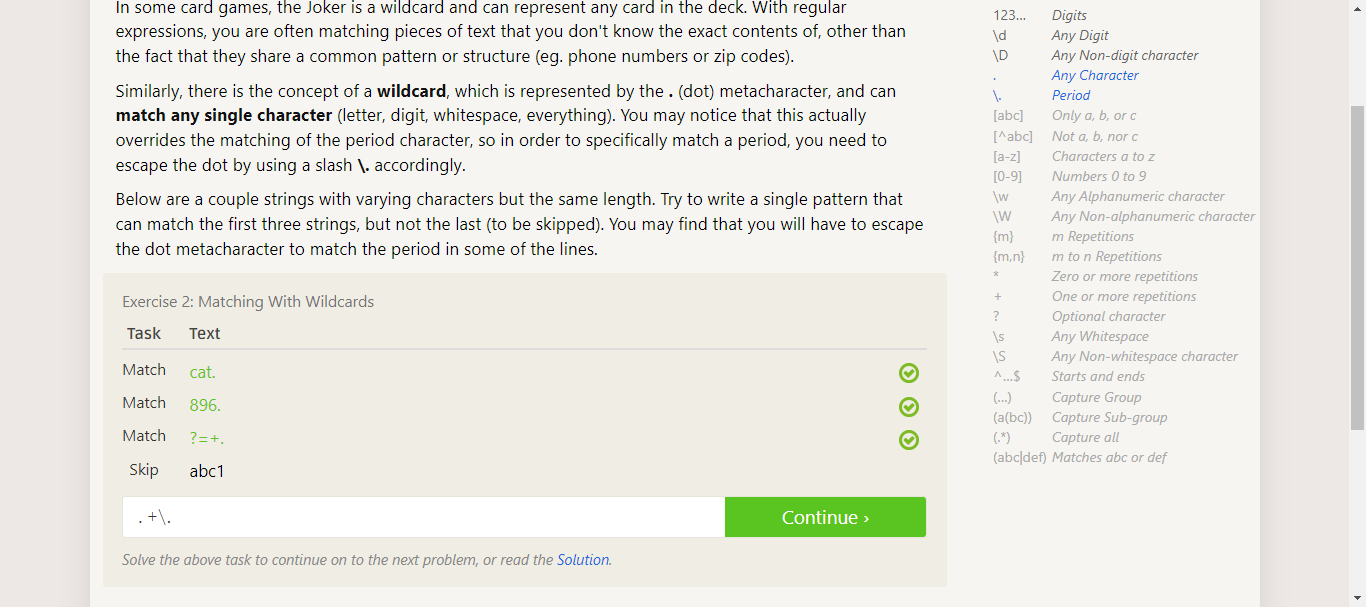 In some card games, the Joker is a wildcard and can represent any card in the deck. With regular
expressions, you are often matching pieces of text that you don't know the exact contents of, other than
the fact that they share a common pattern or structure (eg. phone numbers or zip codes).
Similarly, there is the concept of a wildcard, which is represented by the . (dot) metacharacter, and can
match any single character (letter, digit, whitespace, everything). You may notice that this actually
overrides the matching of the period character, so in order to specifically match a period, you need to
escape the dot by using a slash \. accordingly.
Below are a couple strings with varying characters but the same length. Try to write a single pattern that
can match the first three strings, but not the last (to be skipped). You may find that you will have to escape
the dot metacharacter to match the period in some of the lines.
Exercise 2: Matching With Wildcards
Task Text
Match cat.
Match 896.
Match ?=+.
Skip abc1
.+\.
Continue ›
Solve the above task to continue on to the next problem, or read the Solution.
123... Digits
\d Any Digit
\D Any Non-digit character
. Any Character
\. Period
[abc] Only a, b, or c
[^abc] Not a, b, nor c
[a-z] Characters a to z
[0-9] Numbers 0 to 9
\w Any Alphanumeric character
\W Any Non-alphanumeric character
{m} m Repetitions
{m,n} m to n Repetitions
* Zero or more repetitions
+ One or more repetitions
? Optional character
\s Any Whitespace
\S Any Non-whitespace character
^...$ Starts and ends
(...) Capture Group
(a(bc)) Capture Sub-group
(.*) Capture all
(abc|def) Matches abc or def